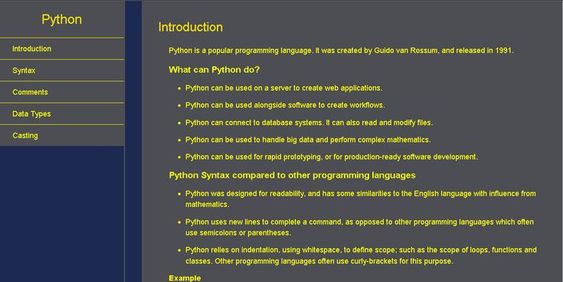 Python
Introduction
Syntax
Comments
Data Types
Casting
Introduction
Python is a popular programming language. It was created by Guido van Rossum, and released in 1991.
What can Python do?
Python can be used on a server to create web applications.
Python can be used alongside software to create workflows.
Python can connect to database systems. It can also read and modify files.
Python can be used to handle big data and perform complex mathematics.
Python can be used for rapid prototyping, or for production-ready software development.
Python Syntax compared to other programming languages
Python was designed for readability, and has some similarities to the English language with influence from
mathematics.
Python uses new lines to complete a command, as opposed to other programming languages which often
use semicolons or parentheses.
Python relies on indentation, using whitespace, to define scope; such as the scope of loops, functions and
classes. Other programming languages often use curly-brackets for this purpose.
Example